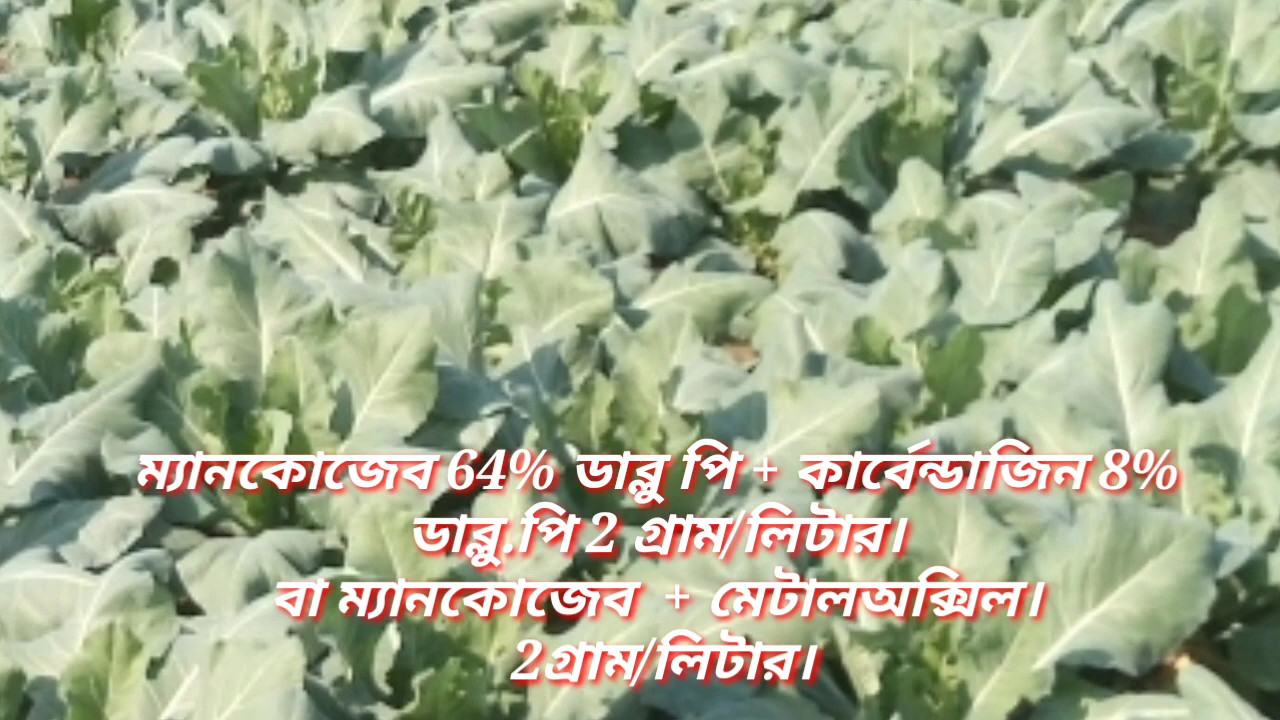 ম্যানকোজেব 64% ডাব্লু পি + কার্বেন্ডাজিন 8%
ডাব্লু.পি 2 গ্রাম/লিটার।
বা ম্যানকোজেব + মেটালঅক্সিল।
2গ্রাম/লিটার।